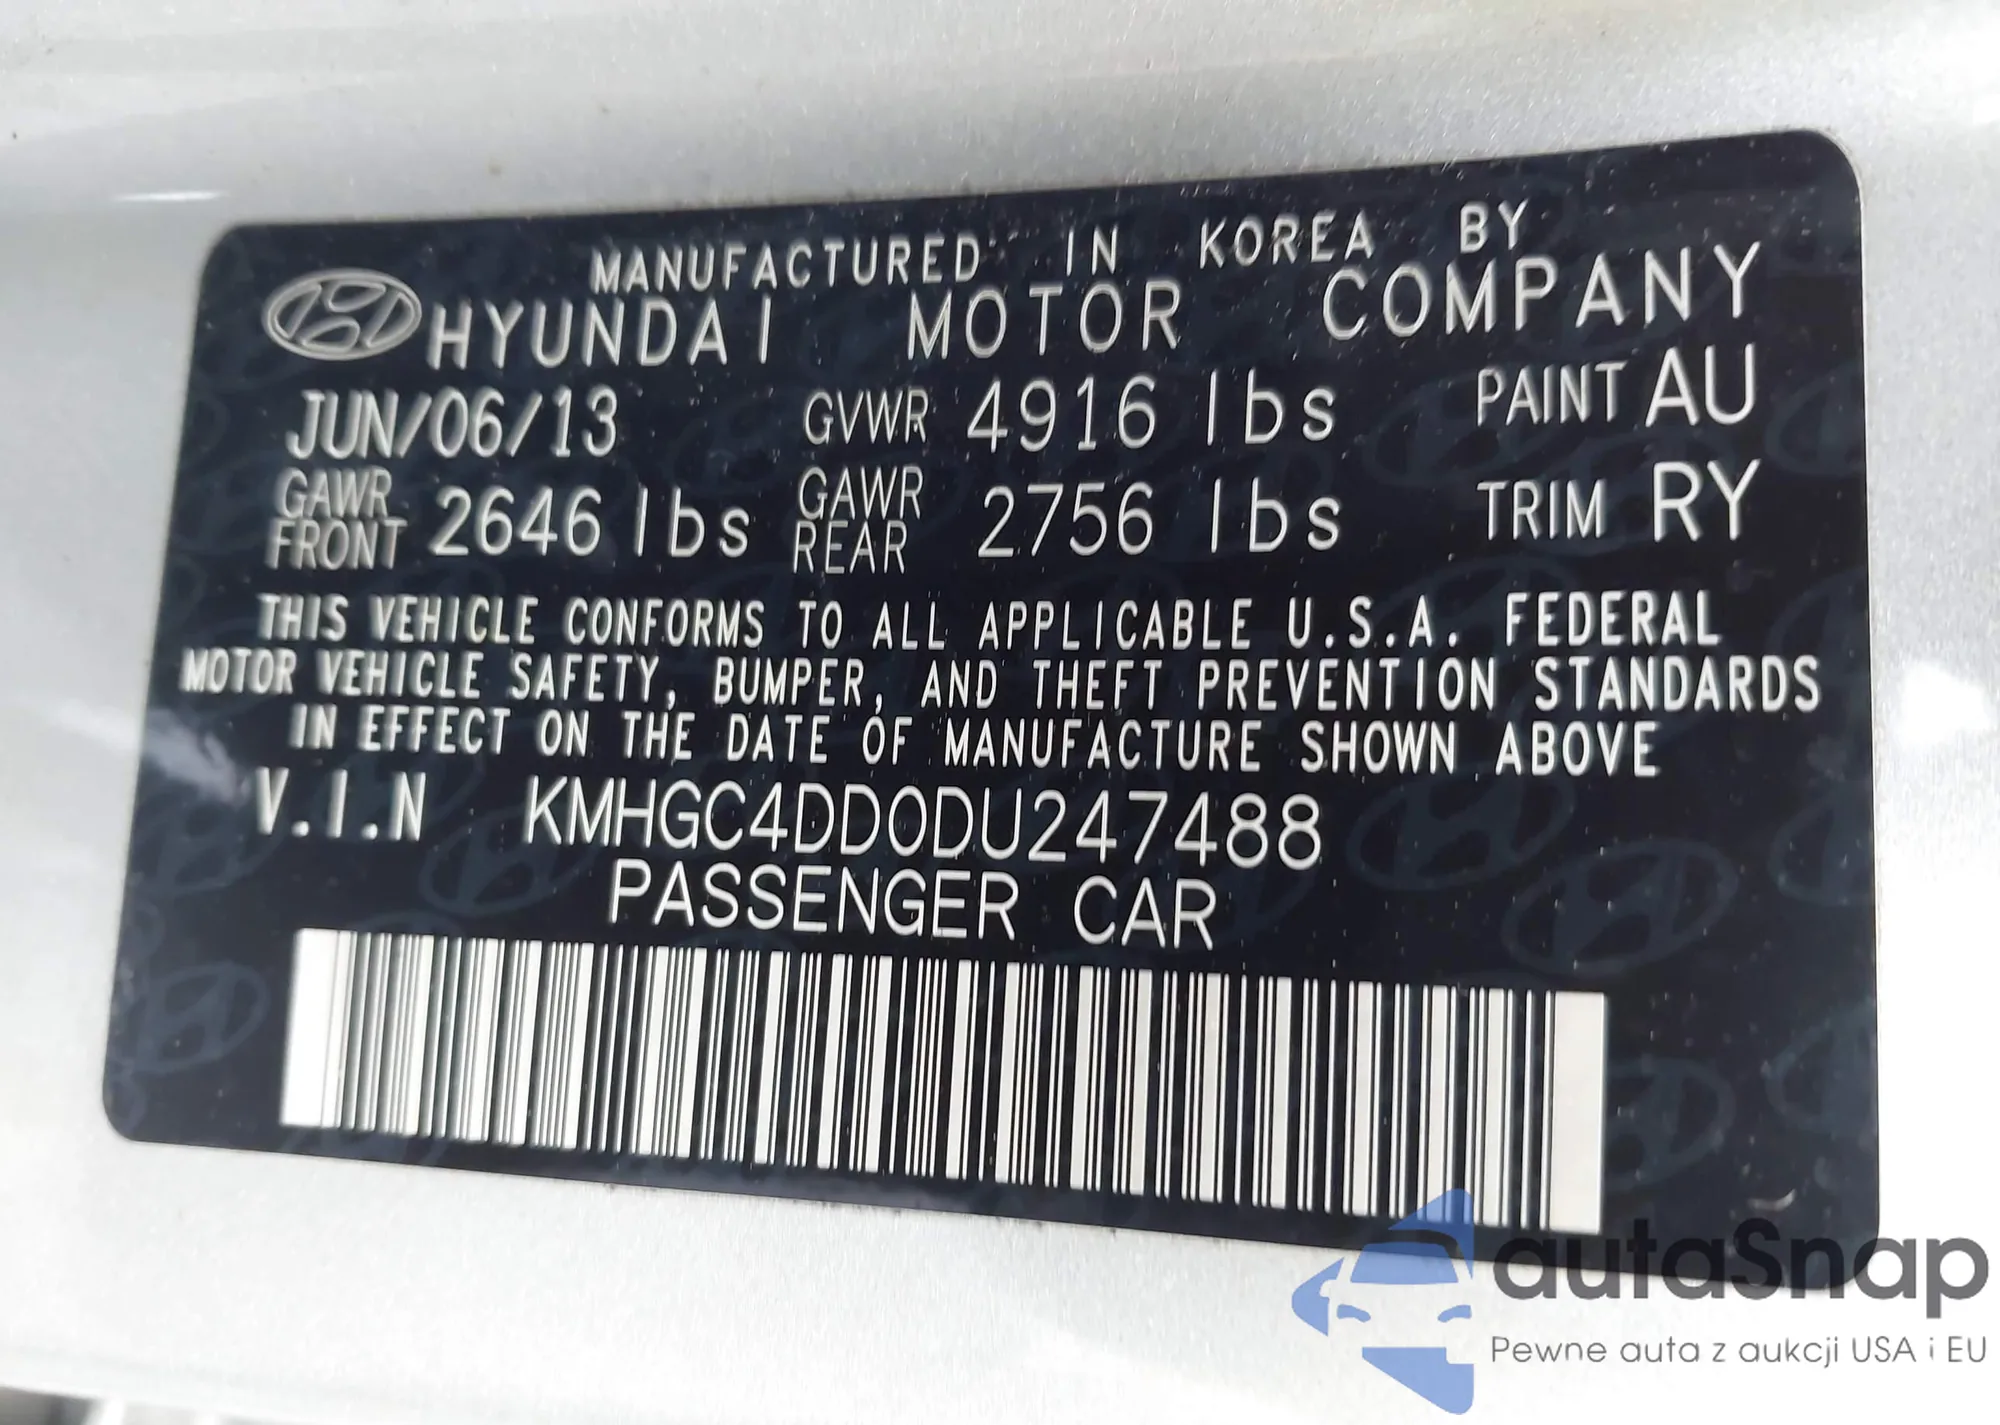 MANUFACTURED IN KOREA BY
HYUNDAI MOTOR COMPANY
JUN/06/13 GVWR 4916 lbs PAINT AU
GAWR FRONT 2646 lbs GAWR REAR 2756 lbs TRIM RY
THIS VEHICLE CONFORMS TO ALL APPLICABLE U.S.A. FEDERAL
MOTOR VEHICLE SAFETY, BUMPER, AND THEFT PREVENTION STANDARDS
IN EFFECT ON THE DATE OF MANUFACTURE SHOWN ABOVE
V.I.N KMHGC4DD0DU247488
PASSENGER CAR
autaSnap
Pewne auta z aukcji USA i EU